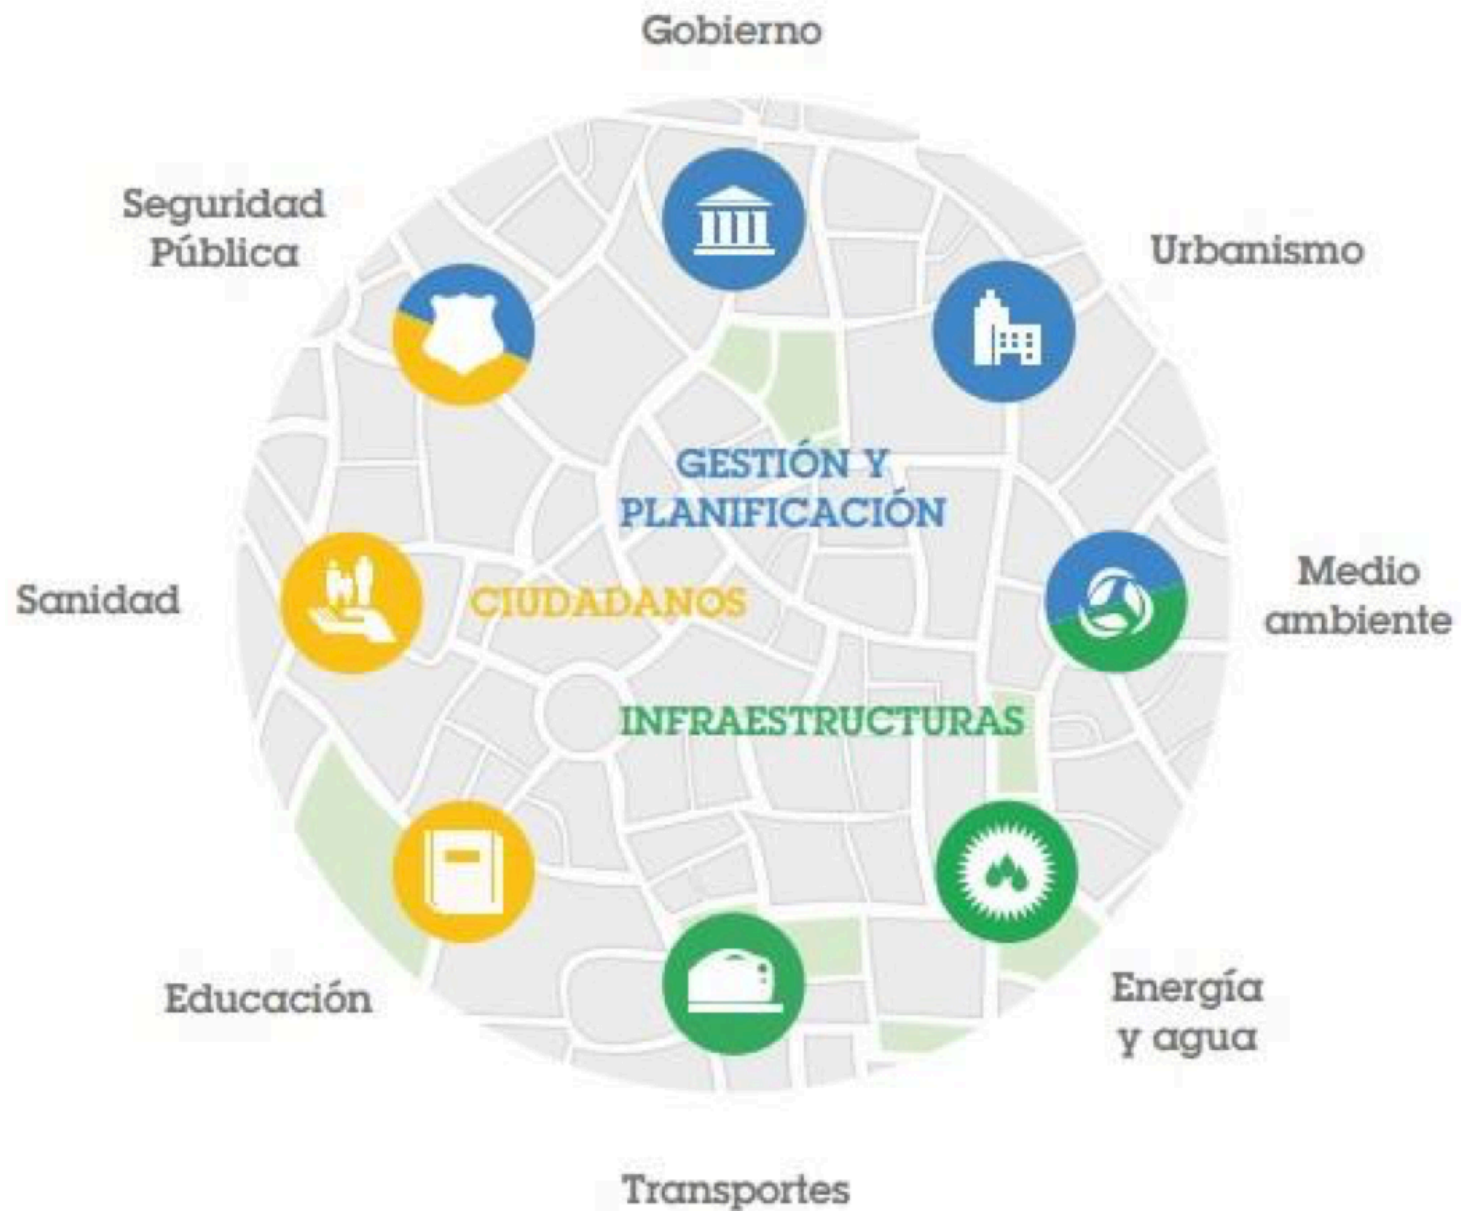 Gobierno
Seguridad
Pública
Urbanismo
GESTIÓN Y
PLANIFICACIÓN
Sanidad
CIUDADANOS
Medio
ambiente
INFRAESTRUCTURAS
Educación
Energía
y agua
Transportes